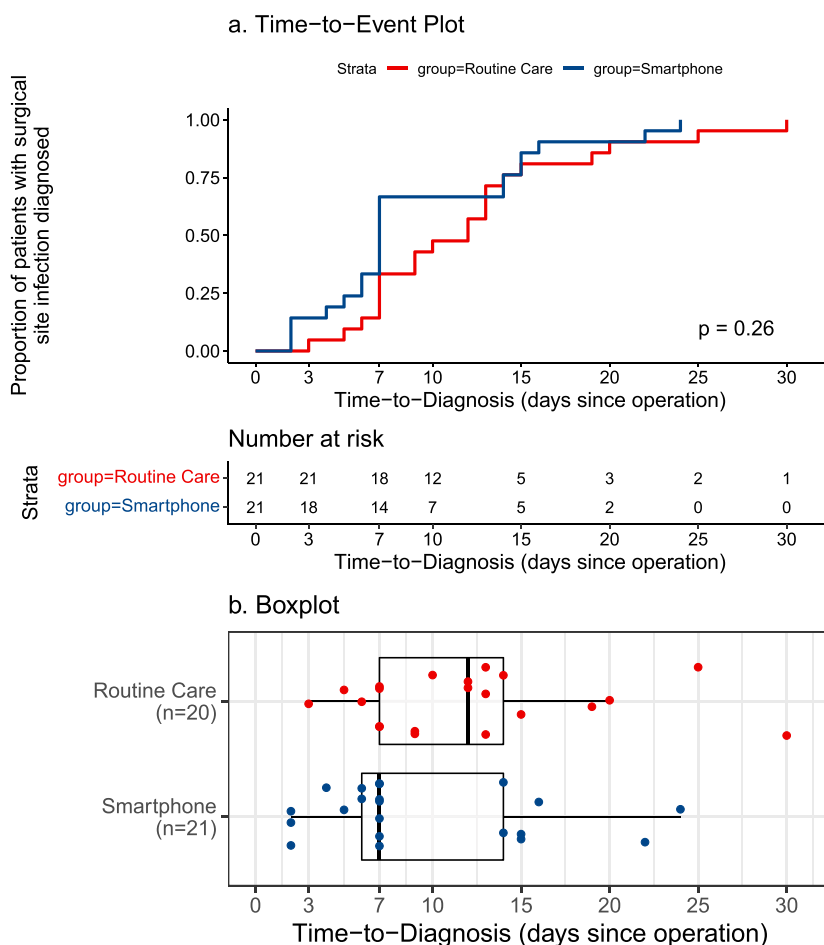 a. Time−to−Event Plot
Strata group=Routine Care group=Smartphone
Proportion of patients with surgical
site infection diagnosed
1.00
0.75
0.50
0.25
0.00
p = 0.26
0 3 7 10 15 20 25 30
Time−to−Diagnosis (days since operation)
Number at risk
Strata
group=Routine Care 21 21 18 12 5 3 2 1
group=Smartphone 21 18 14 7 5 2 0 0
0 3 7 10 15 20 25 30
Time−to−Diagnosis (days since operation)
b. Boxplot
Routine Care
(n=20)
Smartphone
(n=21)
0 3 7 10 15 20 25 30
Time−to−Diagnosis (days since operation)